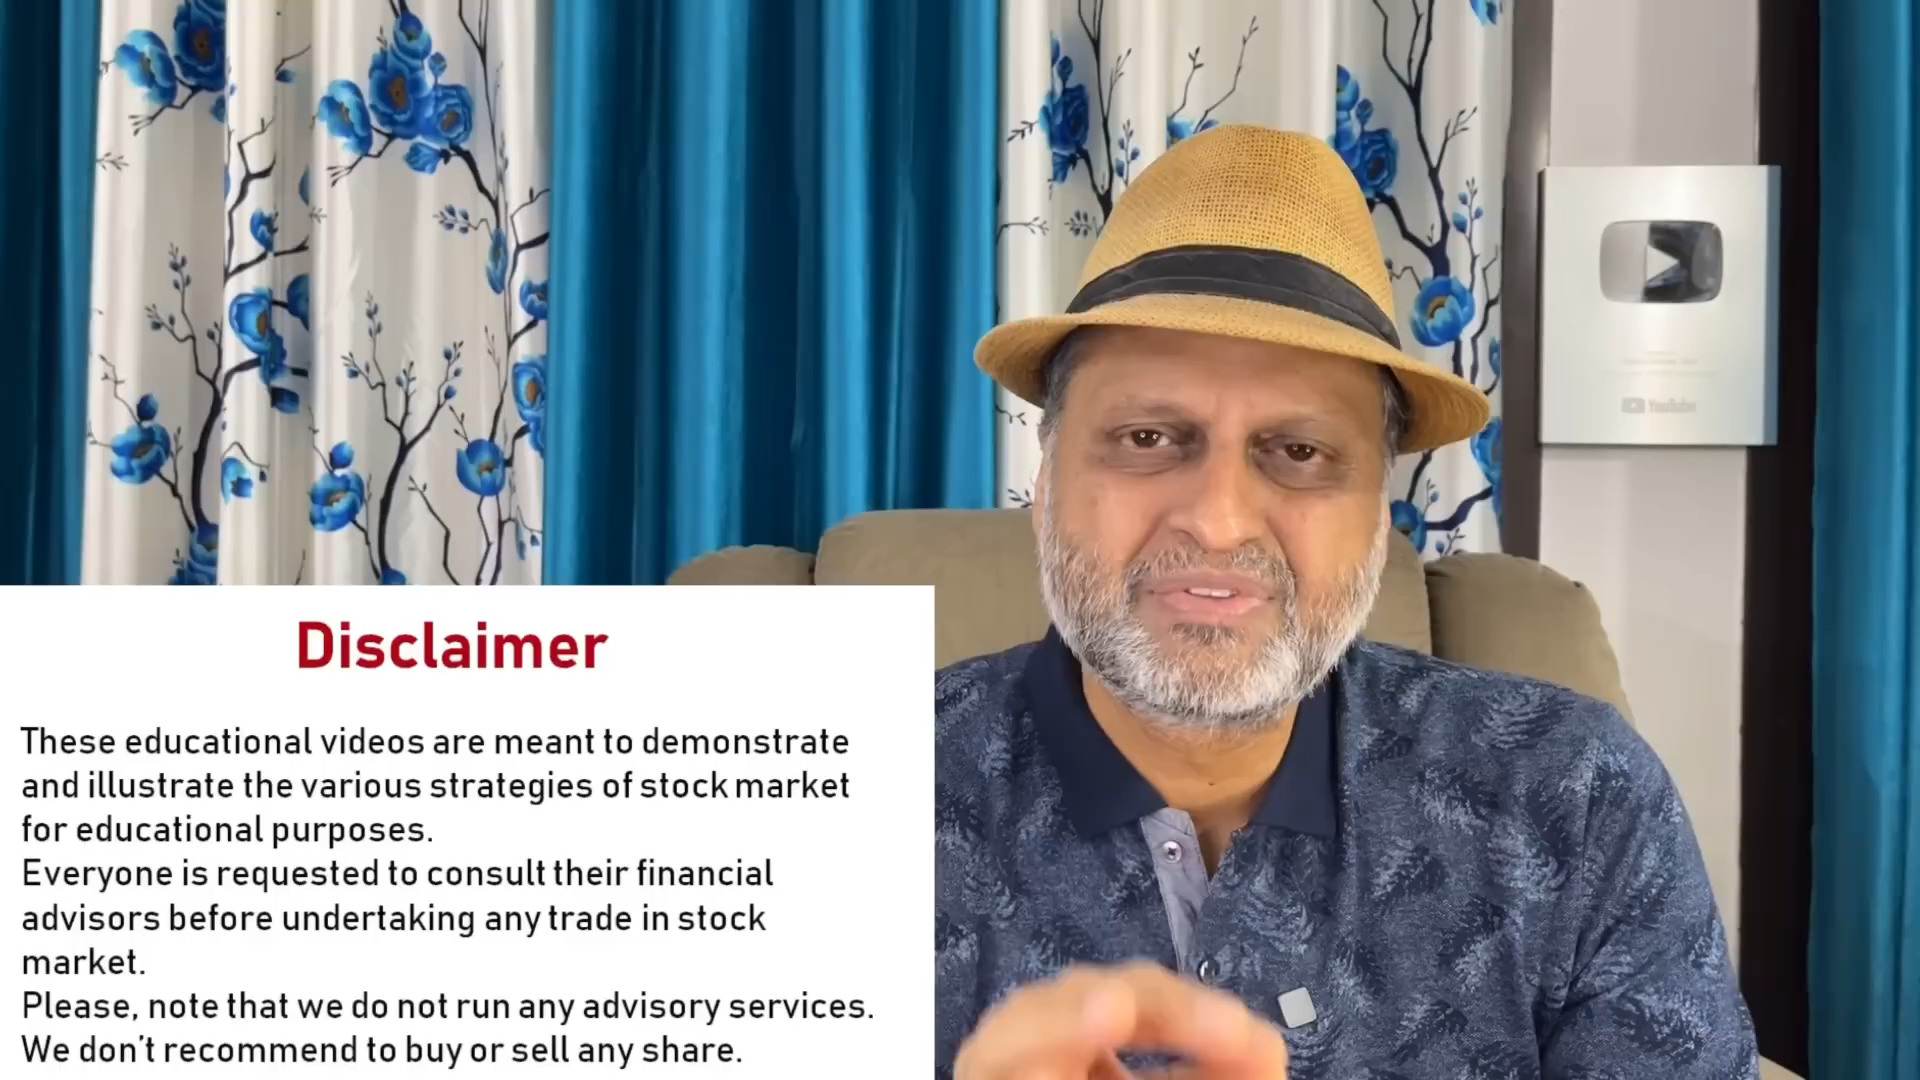 YouTube
Disclaimer
These educational videos are meant to demonstrate
and illustrate the various strategies of stock market
for educational purposes.
Everyone is requested to consult their financial
advisors before undertaking any trade in stock
market.
Please, note that we do not run any advisory services.
We don't recommend to buy or sell any share.